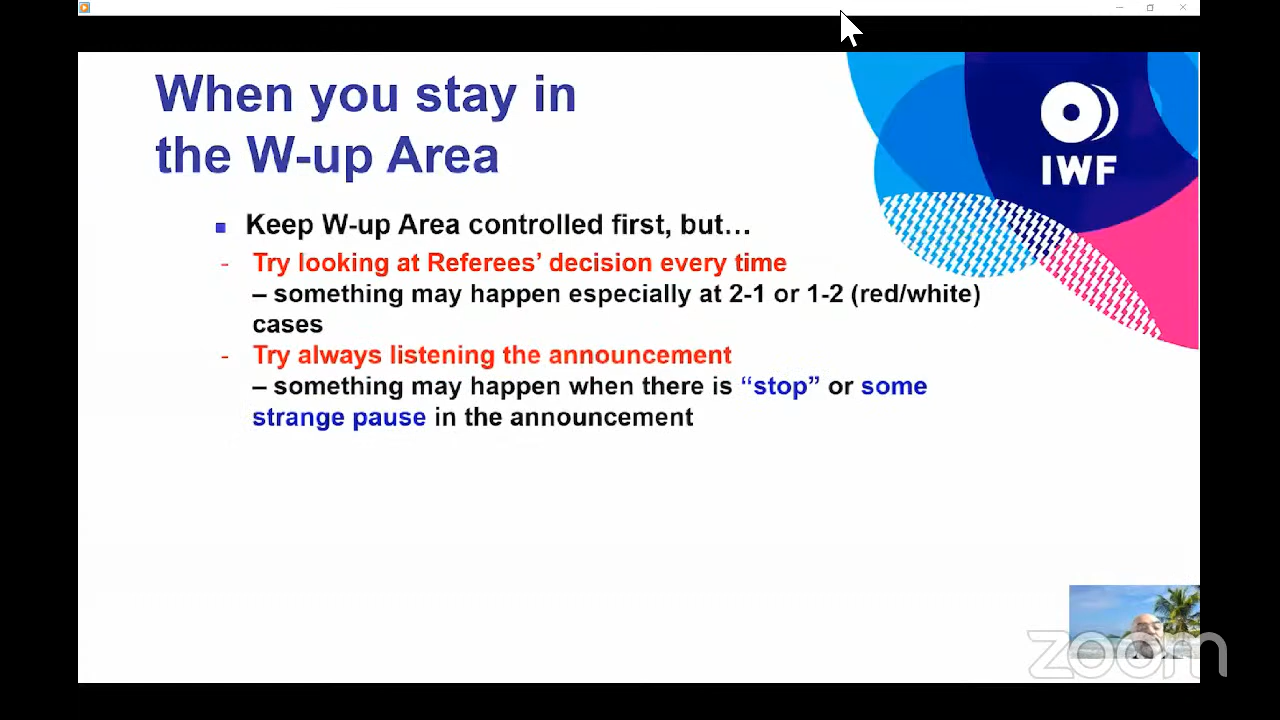 When you stay in
the W-up Area
IWF
Keep W-up Area controlled first, but…
- Try looking at Referees’ decision every time
– something may happen especially at 2-1 or 1-2 (red/white)
cases
- Try always listening the announcement
– something may happen when there is “stop” or some
strange pause in the announcement
zoom